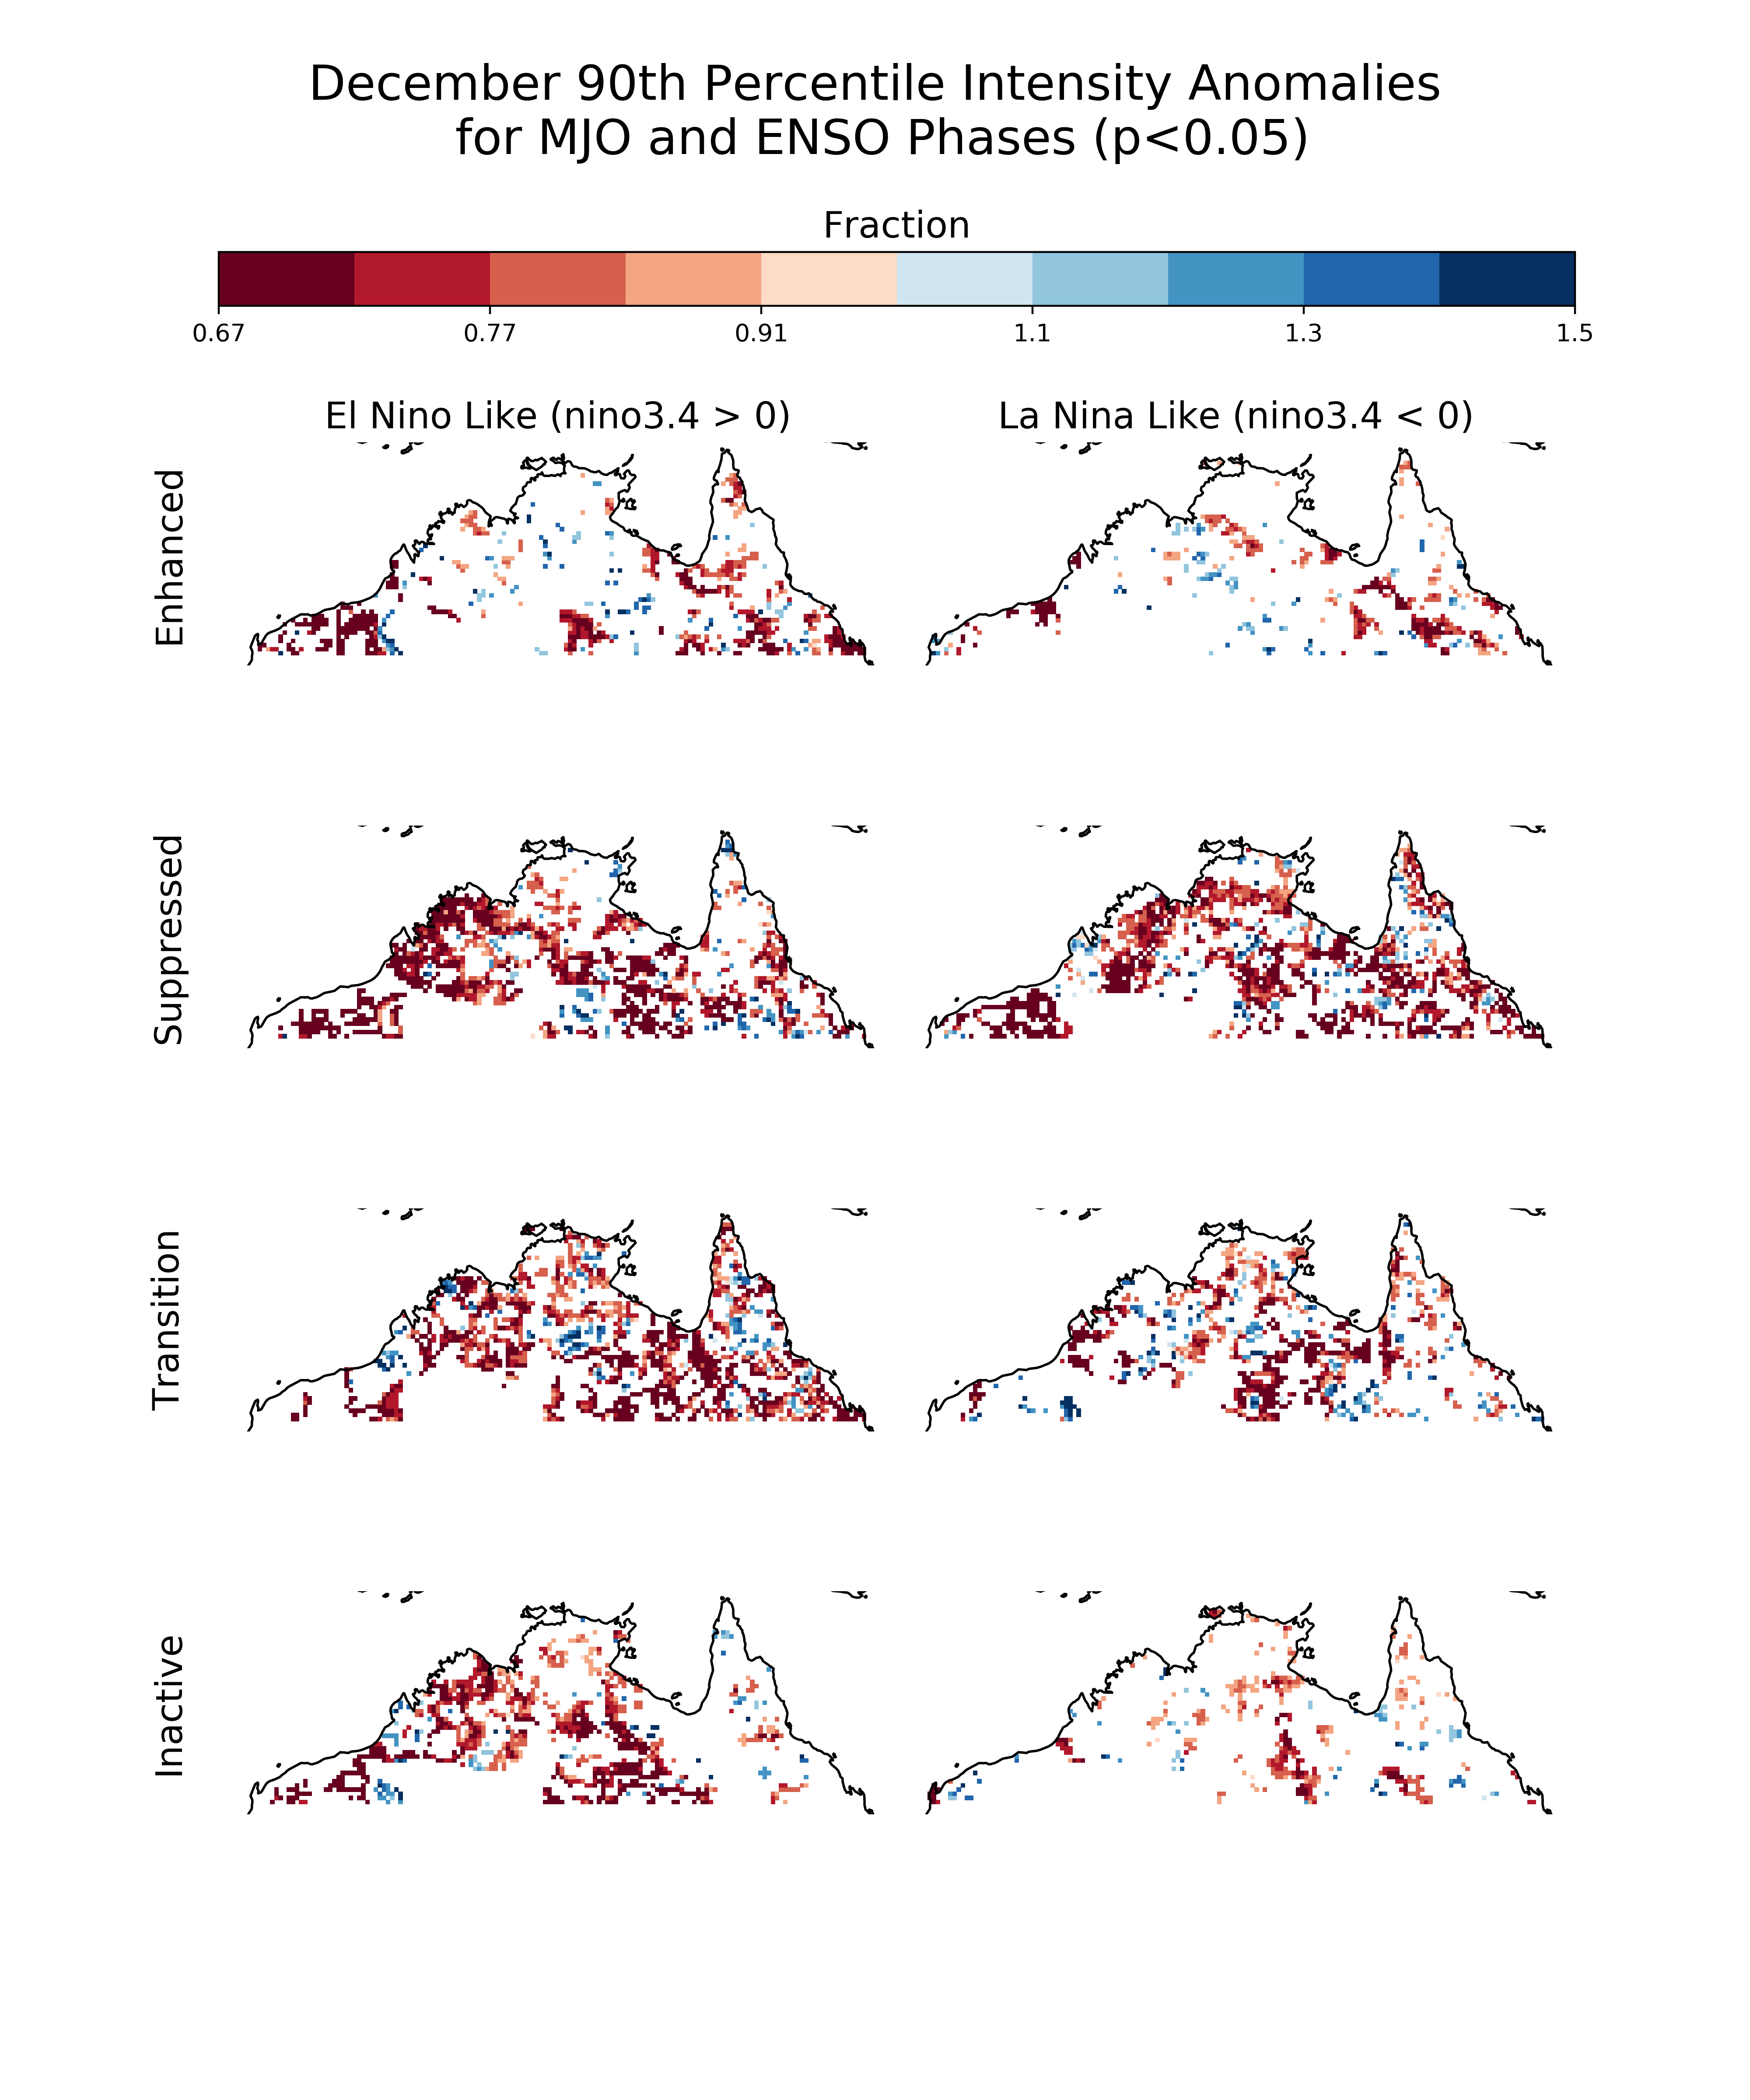 December 90th Percentile Intensity Anomalies
for MJO and ENSO Phases (p<0.05)
Fraction
0.67 0.77 0.91 1.1 1.3 1.5
El Nino Like (nino3.4 > 0) La Nina Like (nino3.4 < 0)
Enhanced
Suppressed
Transition
Inactive